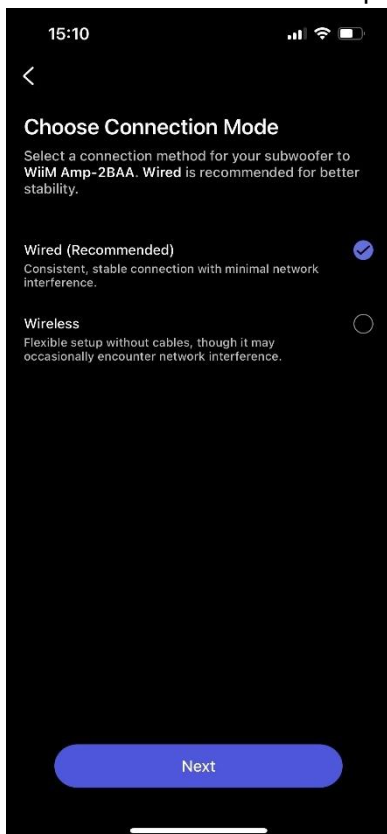 15:10
Choose Connection Mode
Select a connection method for your subwoofer to
WiiM Amp-2BAA. Wired is recommended for better
stability.
Wired (Recommended)
Consistent, stable connection with minimal network
interference.
Wireless
Flexible setup without cables, though it may
occasionally encounter network interference.
Next